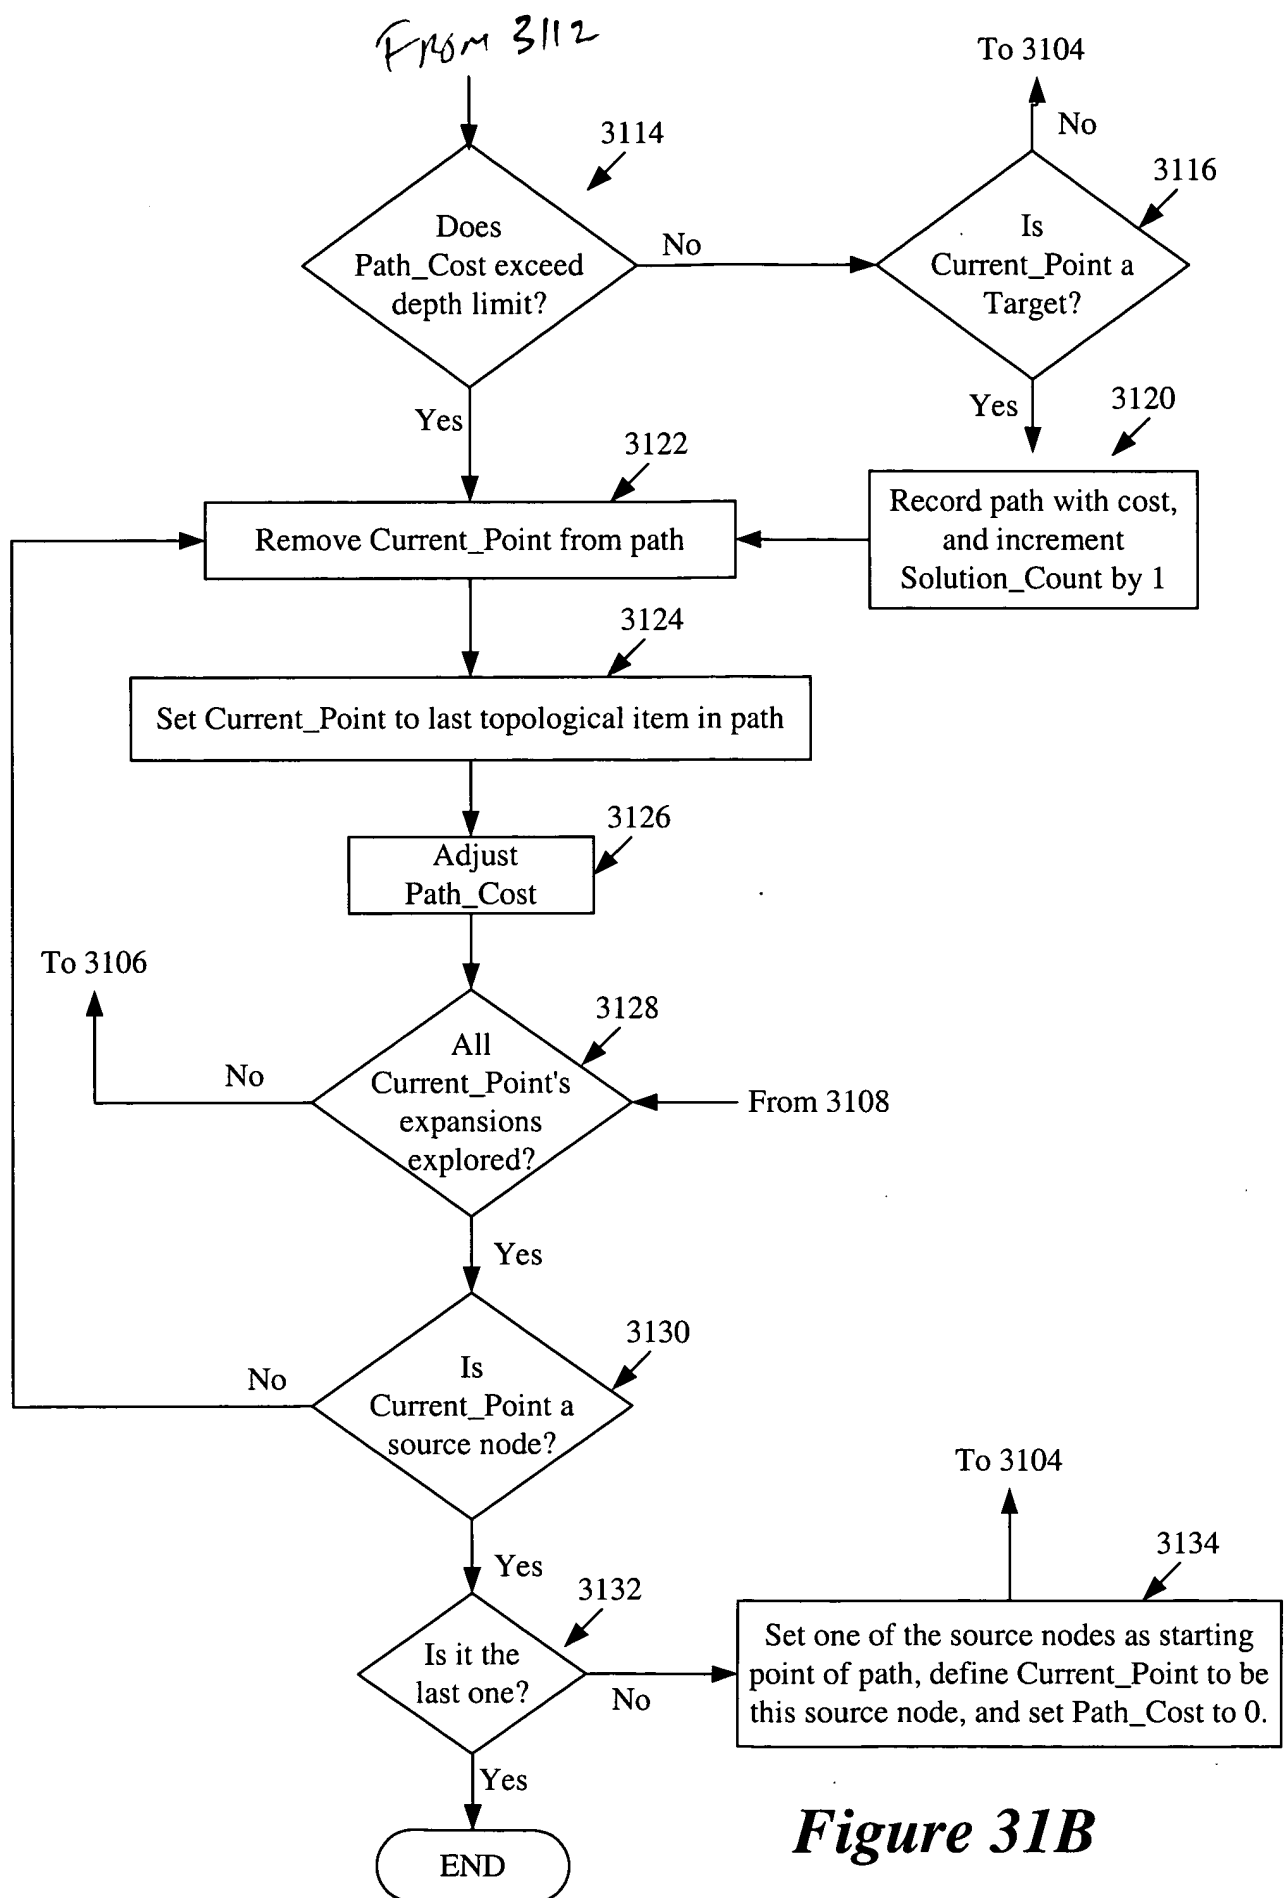 From 3112
To 3104
No
3114
3116
Does
Path_Cost exceed
depth limit?
No
Is
Current_Point a
Target?
Yes
Yes
3120
3122
Remove Current_Point from path
Record path with cost,
and increment
Solution_Count by 1
3124
Set Current_Point to last topological item in path
3126
Adjust
Path_Cost
To 3106
3128
All
Current_Point's
expansions
explored?
No
From 3108
Yes
3130
Is
Current_Point a
source node?
No
To 3104
Yes
3132
3134
Is it the
last one?
No
Set one of the source nodes as starting
point of path, define Current_Point to be
this source node, and set Path_Cost to 0.
Yes
END
Figure 31B